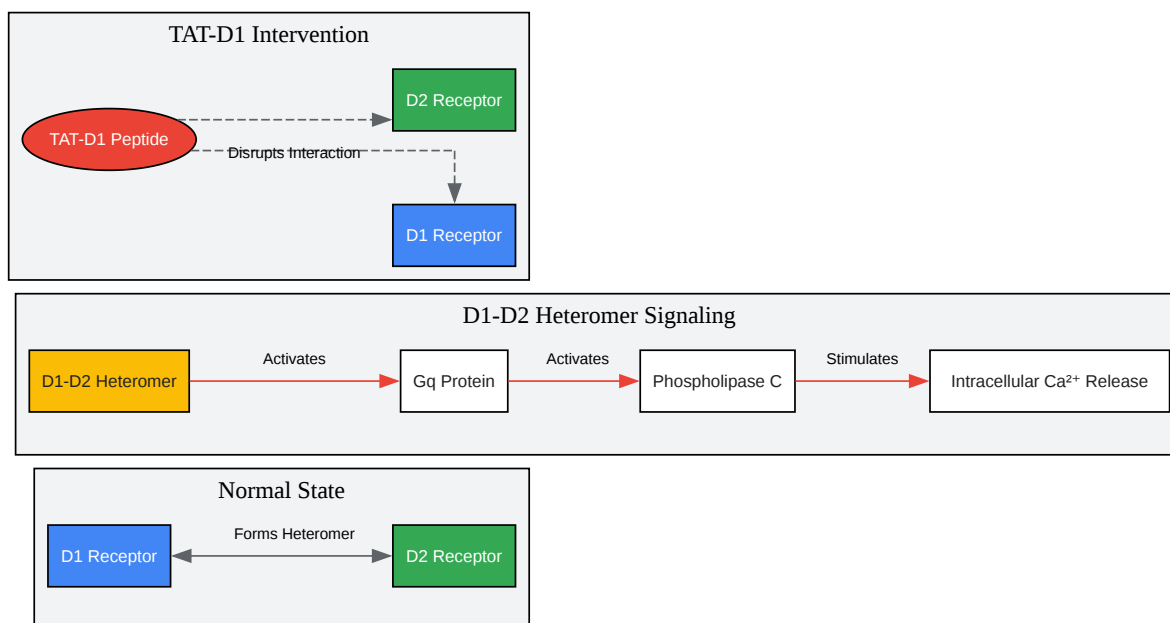 TAT-D1 Intervention
D2 Receptor
TAT-D1 Peptide
Disrupts Interaction
D1 Receptor
D1-D2 Heteromer Signaling
D1-D2 Heteromer
Activates
Gq Protein
Activates
Phospholipase C
Stimulates
Intracellular Ca²⁺ Release
Normal State
D1 Receptor
Forms Heteromer
D2 Receptor